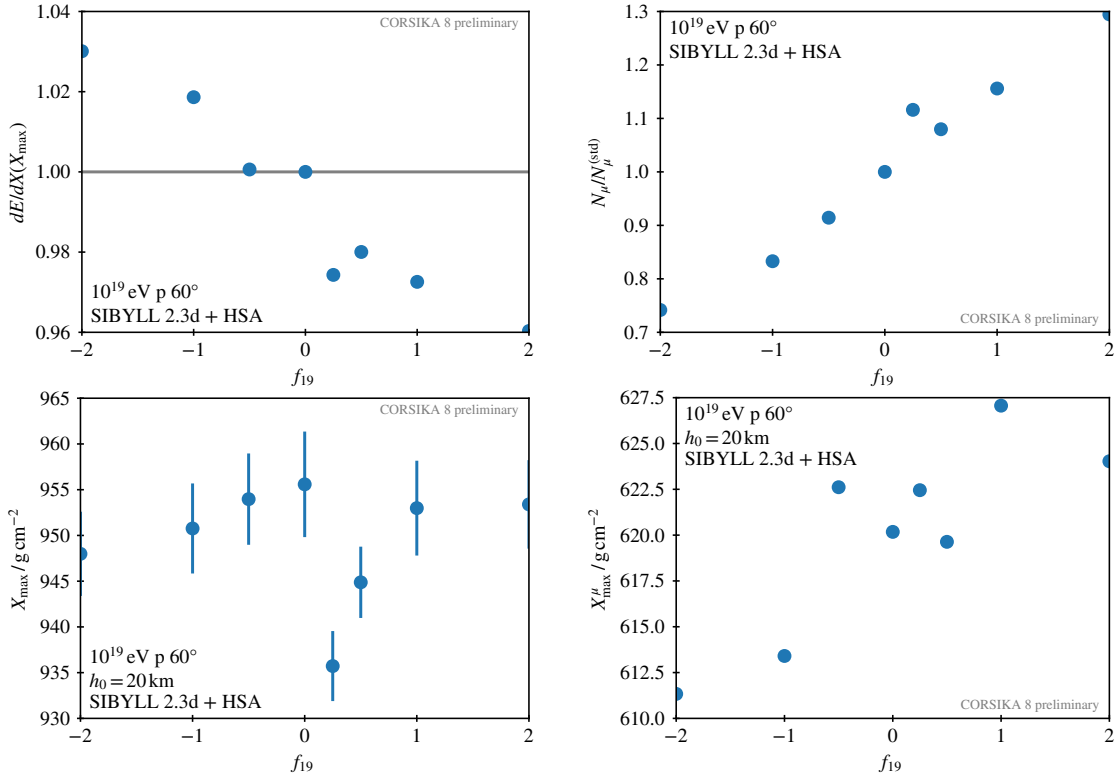 1.04
CORSIKA 8 preliminary
1.02
1.00
0.98
0.96
dE/dX(X_max)
10^19 eV p 60°
SIBYLL 2.3d + HSA
−2 −1 0 1 2
f_19
1.3
10^19 eV p 60°
SIBYLL 2.3d + HSA
1.2
1.1
1.0
0.9
0.8
0.7
N_μ/N_μ^(std)
CORSIKA 8 preliminary
−2 −1 0 1 2
f_19
965
CORSIKA 8 preliminary
960
955
950
945
940
935
930
X_max / g cm^−2
10^19 eV p 60°
h_0 = 20 km
SIBYLL 2.3d + HSA
−2 −1 0 1 2
f_19
627.5
10^19 eV p 60°
h_0 = 20 km
SIBYLL 2.3d + HSA
625.0
622.5
620.0
617.5
615.0
612.5
610.0
X^μ_max / g cm^−2
CORSIKA 8 preliminary
−2 −1 0 1 2
f_19